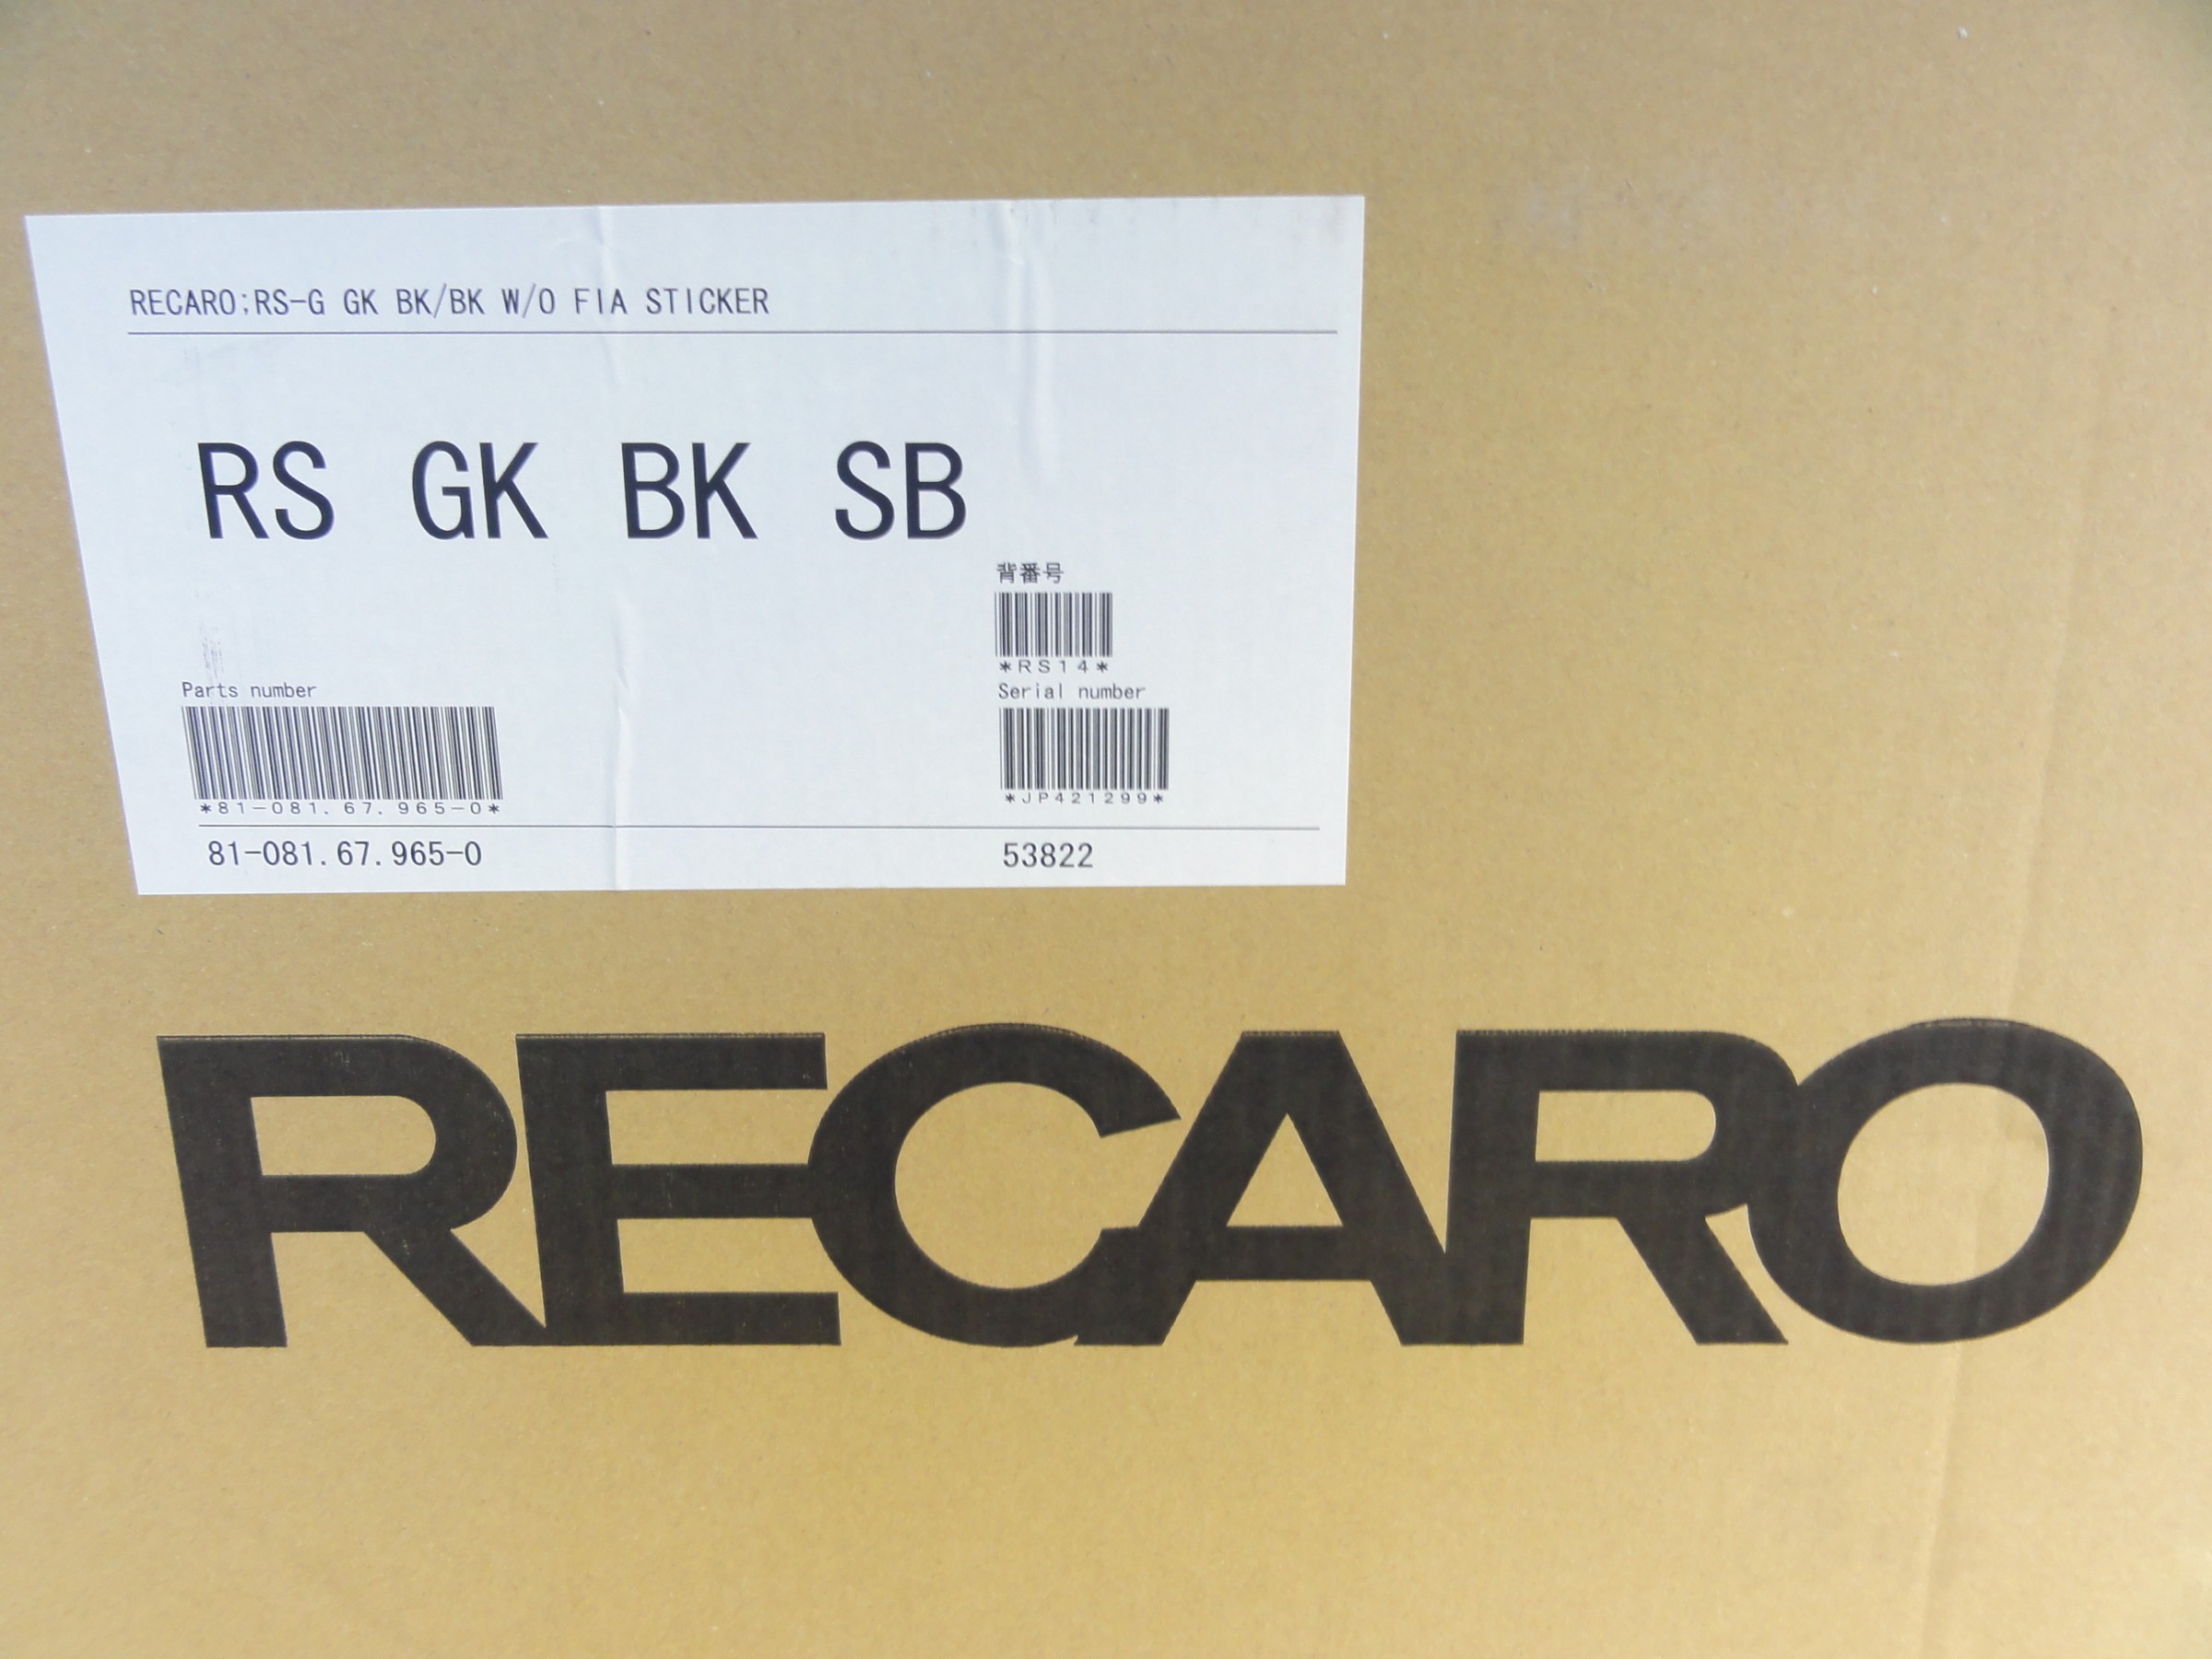 RECARO;RS-G GK BK/BK W/O FIA STICKER
RS GK BK SB
背番号
*RS14*
Parts number
Serial number
*81-081.67.965-0*
*JP421299*
81-081.67.965-0
53822
RECARO